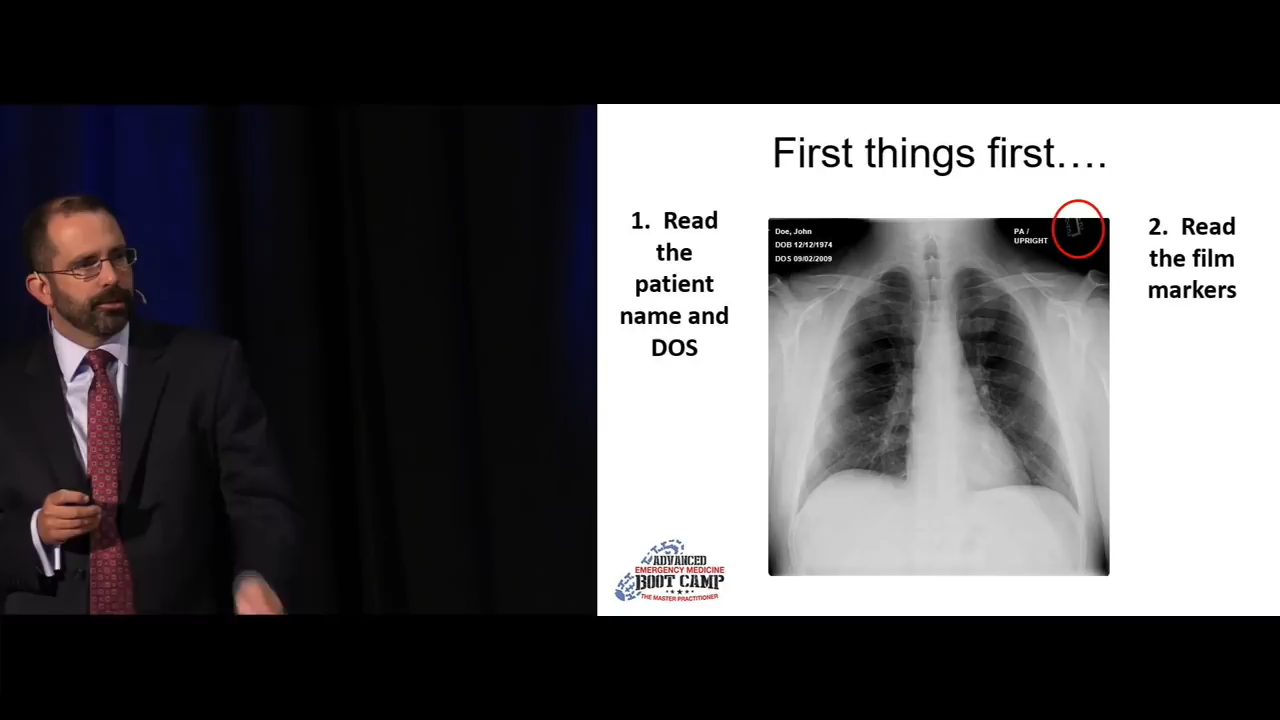 First things first....
1. Read
the
patient
name and
DOS
Doe, John
DOB 12/12/1974
DOS 09/02/2009
PA /
UPRIGHT
2. Read
the film
markers
ADVANCED
EMERGENCY MEDICINE
BOOT CAMP
THE MASTER PRACTITIONER